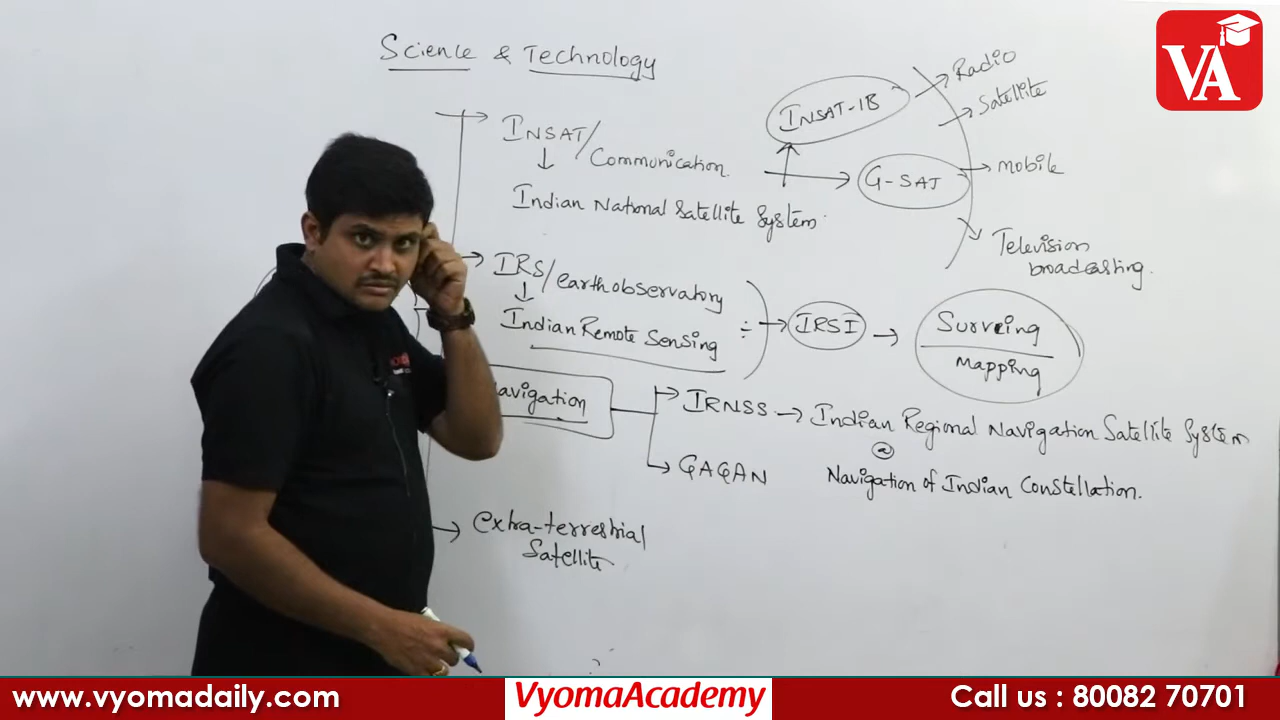 VA
Science & Technology
INSAT/Communication
Indian National Satellite System
INSAT-1B
G-SAT
Radio
Satellite
mobile
Television
broadcasting.
IRS/earth observatory
Indian Remote Sensing
IRSI
Surveing
mapping
Navigation
IRNSS → Indian Regional Navigation Satellite System
@
Navigation of Indian Constellation.
GAGAN
extra-terrestrial
Satellite
www.vyomadaily.com
VyomaAcademy
Call us : 80082 70701